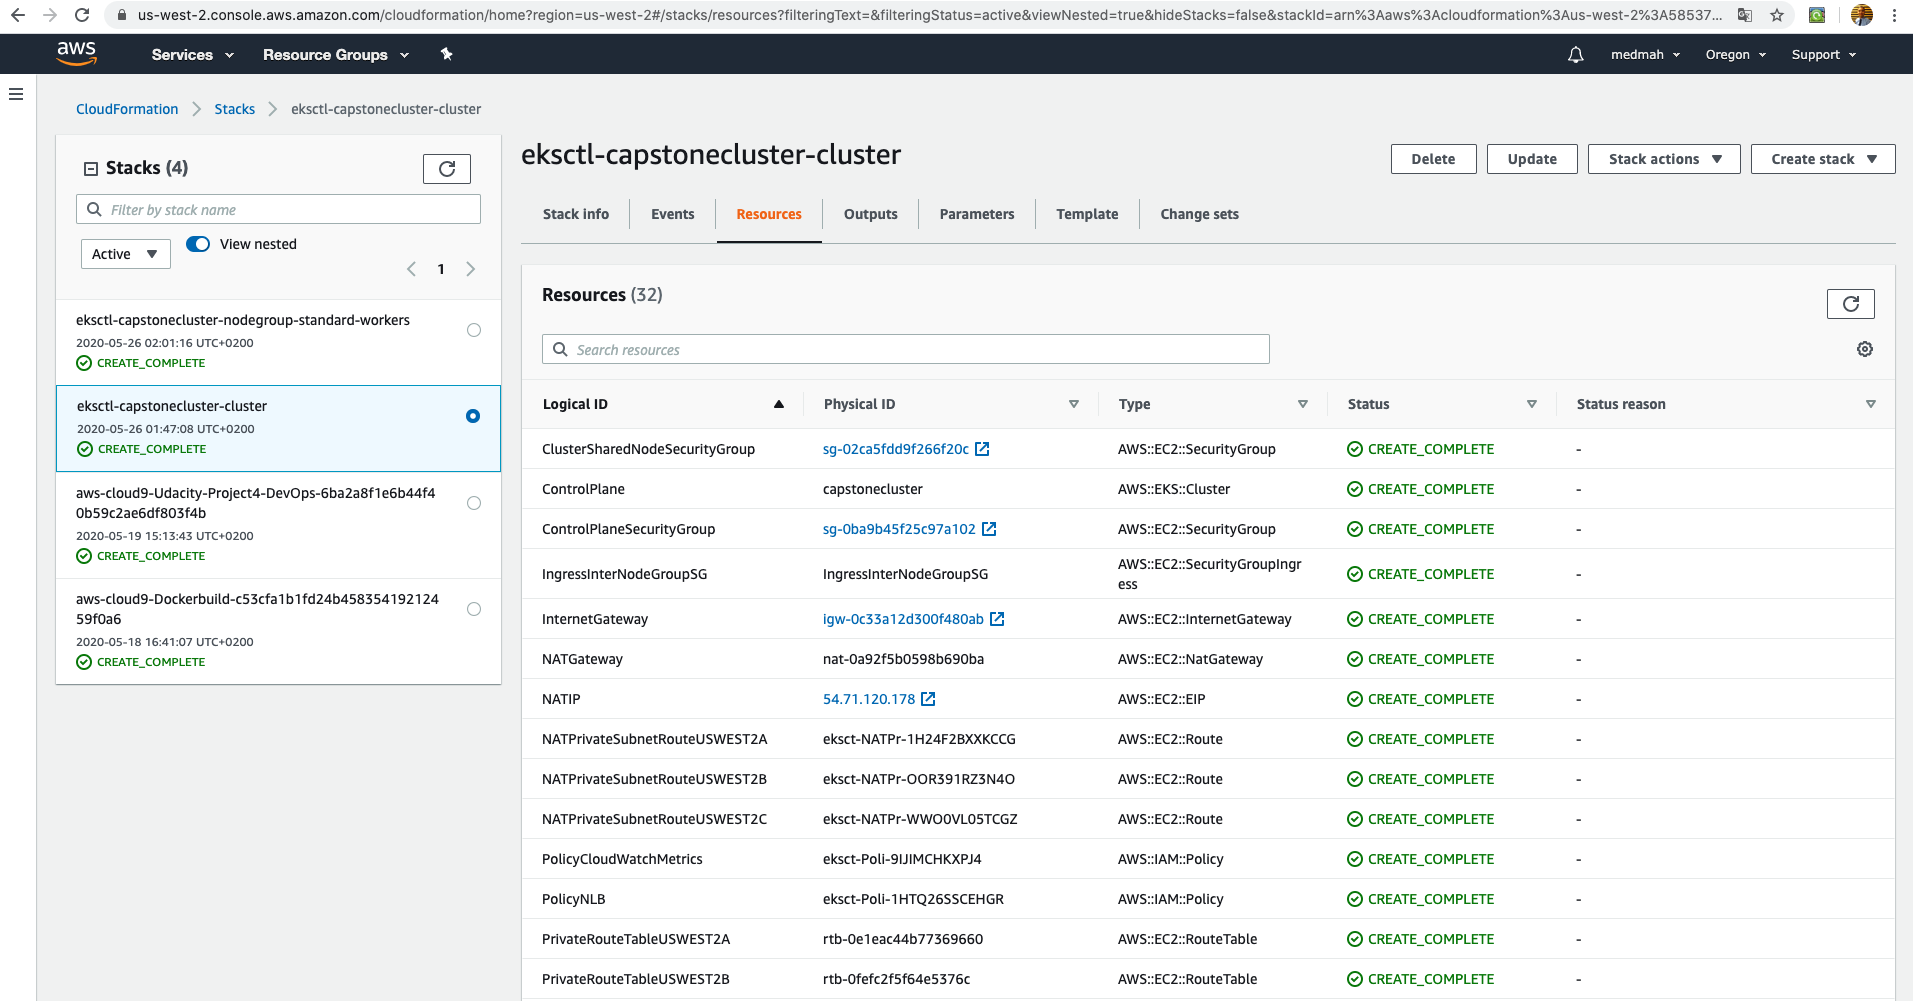 us-west-2.console.aws.amazon.com/cloudformation/home?region=us-west-2#/stacks/resources?filteringText=&filteringStatus=active&viewNested=true&hideStacks=false&stackId=arn%3Aaws%3Acloudformation%3Aus-west-2%3A58537...
aws Services Resource Groups medmah Oregon Support
CloudFormation Stacks eksctl-capstonecluster-cluster
Stacks (4)
Filter by stack name
Active View nested
1
eksctl-capstonecluster-nodegroup-standard-workers
2020-05-26 02:01:16 UTC+0200
CREATE_COMPLETE
eksctl-capstonecluster-cluster
2020-05-26 01:47:08 UTC+0200
CREATE_COMPLETE
aws-cloud9-Udacity-Project4-DevOps-6ba2a8f1e6b44f4
0b59c2ae6df803f4b
2020-05-19 15:13:43 UTC+0200
CREATE_COMPLETE
aws-cloud9-Dockerbuild-c53cfa1b1fd24b458354192124
59f0a6
2020-05-18 16:41:07 UTC+0200
CREATE_COMPLETE
eksctl-capstonecluster-cluster
Delete Update Stack actions Create stack
Stack info Events Resources Outputs Parameters Template Change sets
Resources (32)
Search resources
Logical ID Physical ID Type Status Status reason
ClusterSharedNodeSecurityGroup sg-02ca5fdd9f266f20c AWS::EC2::SecurityGroup CREATE_COMPLETE -
ControlPlane capstonecluster AWS::EKS::Cluster CREATE_COMPLETE -
ControlPlaneSecurityGroup sg-0ba9b45f25c97a102 AWS::EC2::SecurityGroup CREATE_COMPLETE -
IngressInterNodeGroupSG IngressInterNodeGroupSG AWS::EC2::SecurityGroupIngr
ess CREATE_COMPLETE -
InternetGateway igw-0c33a12d300f480ab AWS::EC2::InternetGateway CREATE_COMPLETE -
NATGateway nat-0a92f5b0598b690ba AWS::EC2::NatGateway CREATE_COMPLETE -
NATIP 54.71.120.178 AWS::EC2::EIP CREATE_COMPLETE -
NATPrivateSubnetRouteUSWEST2A eksct-NATPr-1H24F2BXXKCCG AWS::EC2::Route CREATE_COMPLETE -
NATPrivateSubnetRouteUSWEST2B eksct-NATPr-OOR391RZ3N4O AWS::EC2::Route CREATE_COMPLETE -
NATPrivateSubnetRouteUSWEST2C eksct-NATPr-WWO0VL05TCGZ AWS::EC2::Route CREATE_COMPLETE -
PolicyCloudWatchMetrics eksct-Poli-9IJIMCHKXPJ4 AWS::IAM::Policy CREATE_COMPLETE -
PolicyNLB eksct-Poli-1HTQ26SSCEHGR AWS::IAM::Policy CREATE_COMPLETE -
PrivateRouteTableUSWEST2A rtb-0e1eac44b77369660 AWS::EC2::RouteTable CREATE_COMPLETE -
PrivateRouteTableUSWEST2B rtb-0fefc2f5f64e5376c AWS::EC2::RouteTable CREATE_COMPLETE -